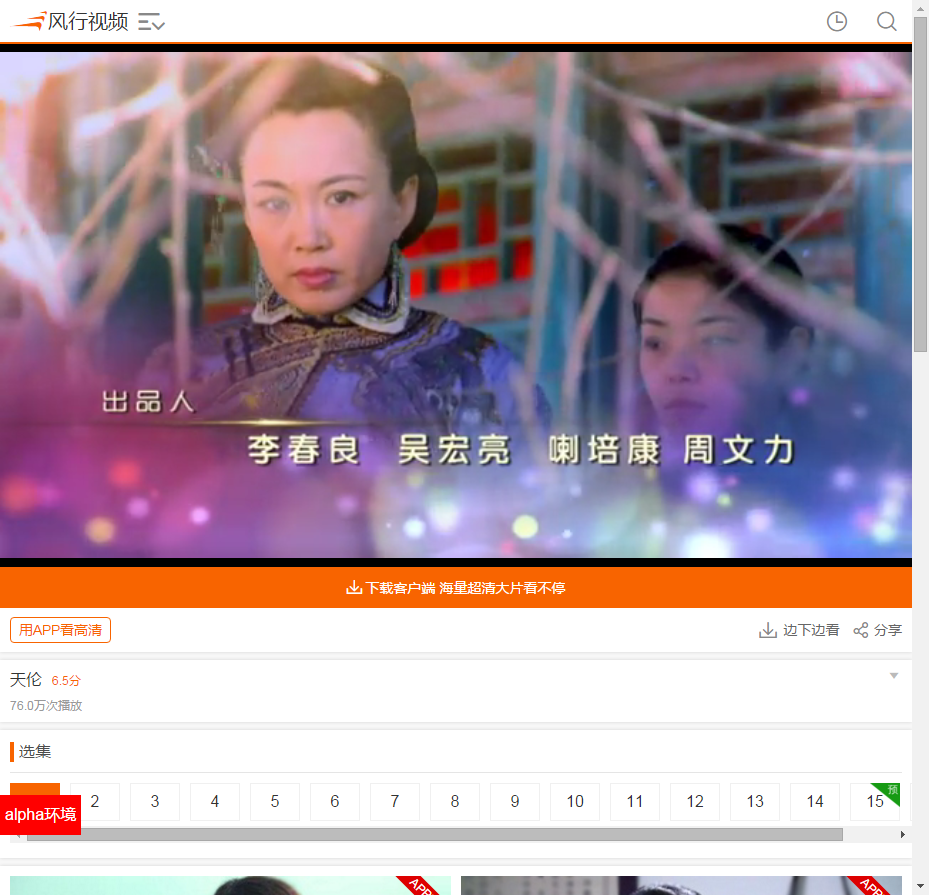 风行视频
出品人
李春良 吴宏亮 喇培康 周文力
下载客户端 海量超清大片看不停
用APP看高清 边下边看 分享
天伦 6.5分
76.0万次播放
选集
2 3 4 5 6 7 8 9 10 11 12 13 14 15 预
alpha环境
APP APP